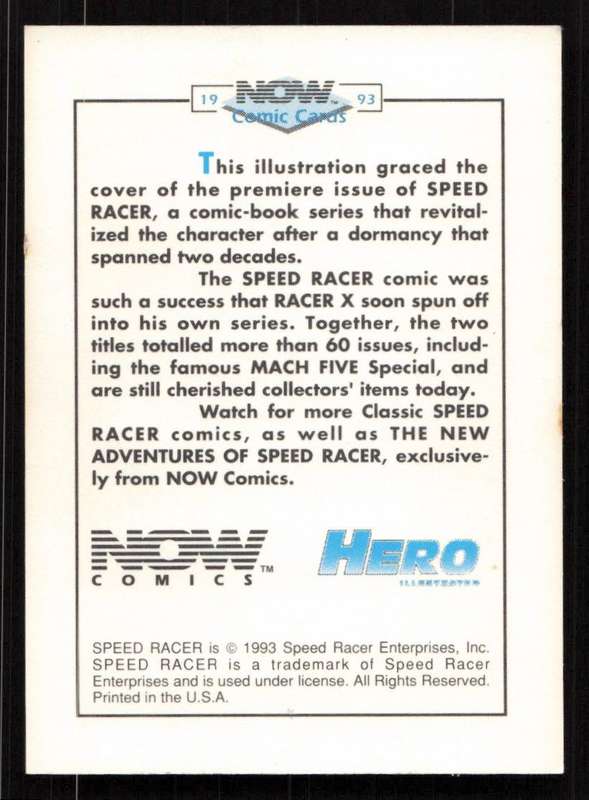 19 NOW™ 93
Comic Cards
This illustration graced the
cover of the premiere issue of SPEED
RACER, a comic-book series that revital-
ized the character after a dormancy that
spanned two decades.
The SPEED RACER comic was
such a success that RACER X soon spun off
into his own series. Together, the two
titles totalled more than 60 issues, includ-
ing the famous MACH FIVE Special, and
are still cherished collectors' items today.
Watch for more Classic SPEED
RACER comics, as well as THE NEW
ADVENTURES OF SPEED RACER, exclusive-
ly from NOW Comics.
NOW
COMICS™
HERO
ILLUSTRATED
SPEED RACER is © 1993 Speed Racer Enterprises, Inc.
SPEED RACER is a trademark of Speed Racer
Enterprises and is used under license. All Rights Reserved.
Printed in the U.S.A.